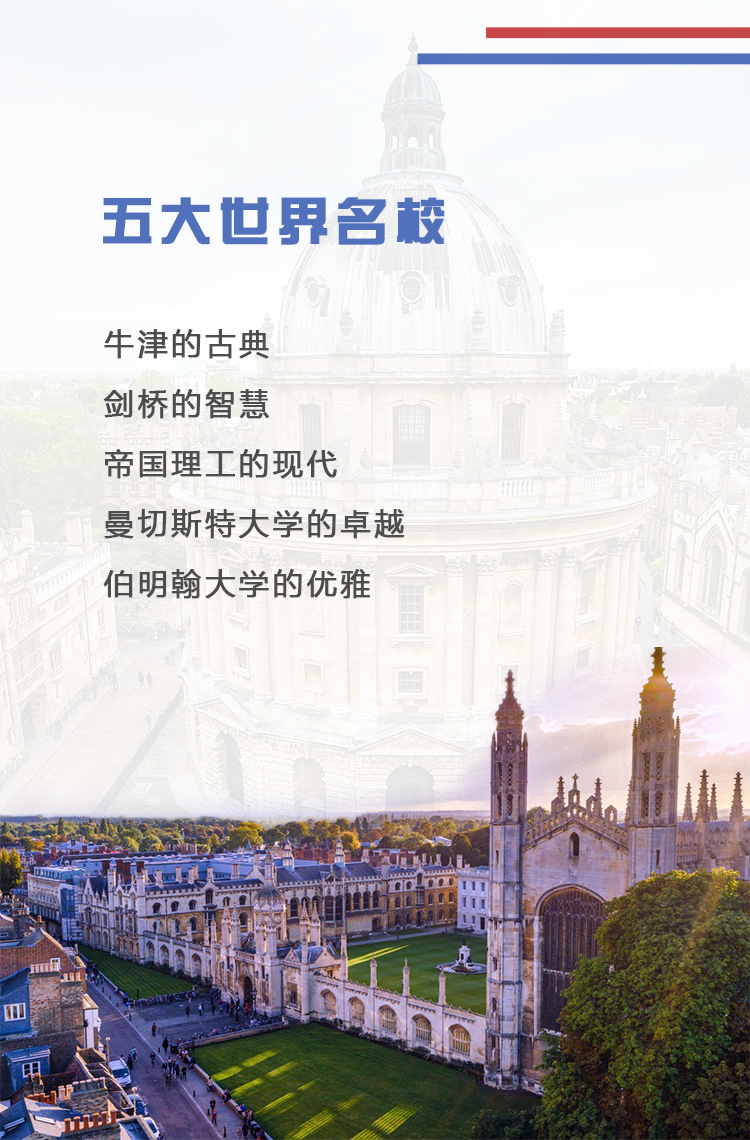 五大世界名校
牛津的古典
剑桥的智慧
帝国理工的现代
曼切斯特大学的卓越
伯明翰大学的优雅